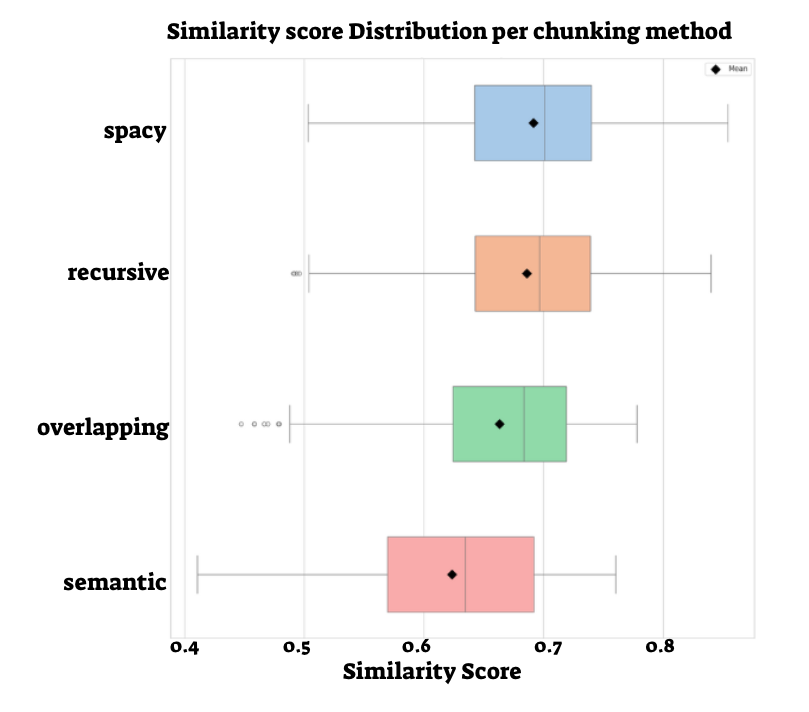 Similarity score Distribution per chunking method
Mean
spacy
recursive
overlapping
semantic
0.4 0.5 0.6 0.7 0.8
Similarity Score